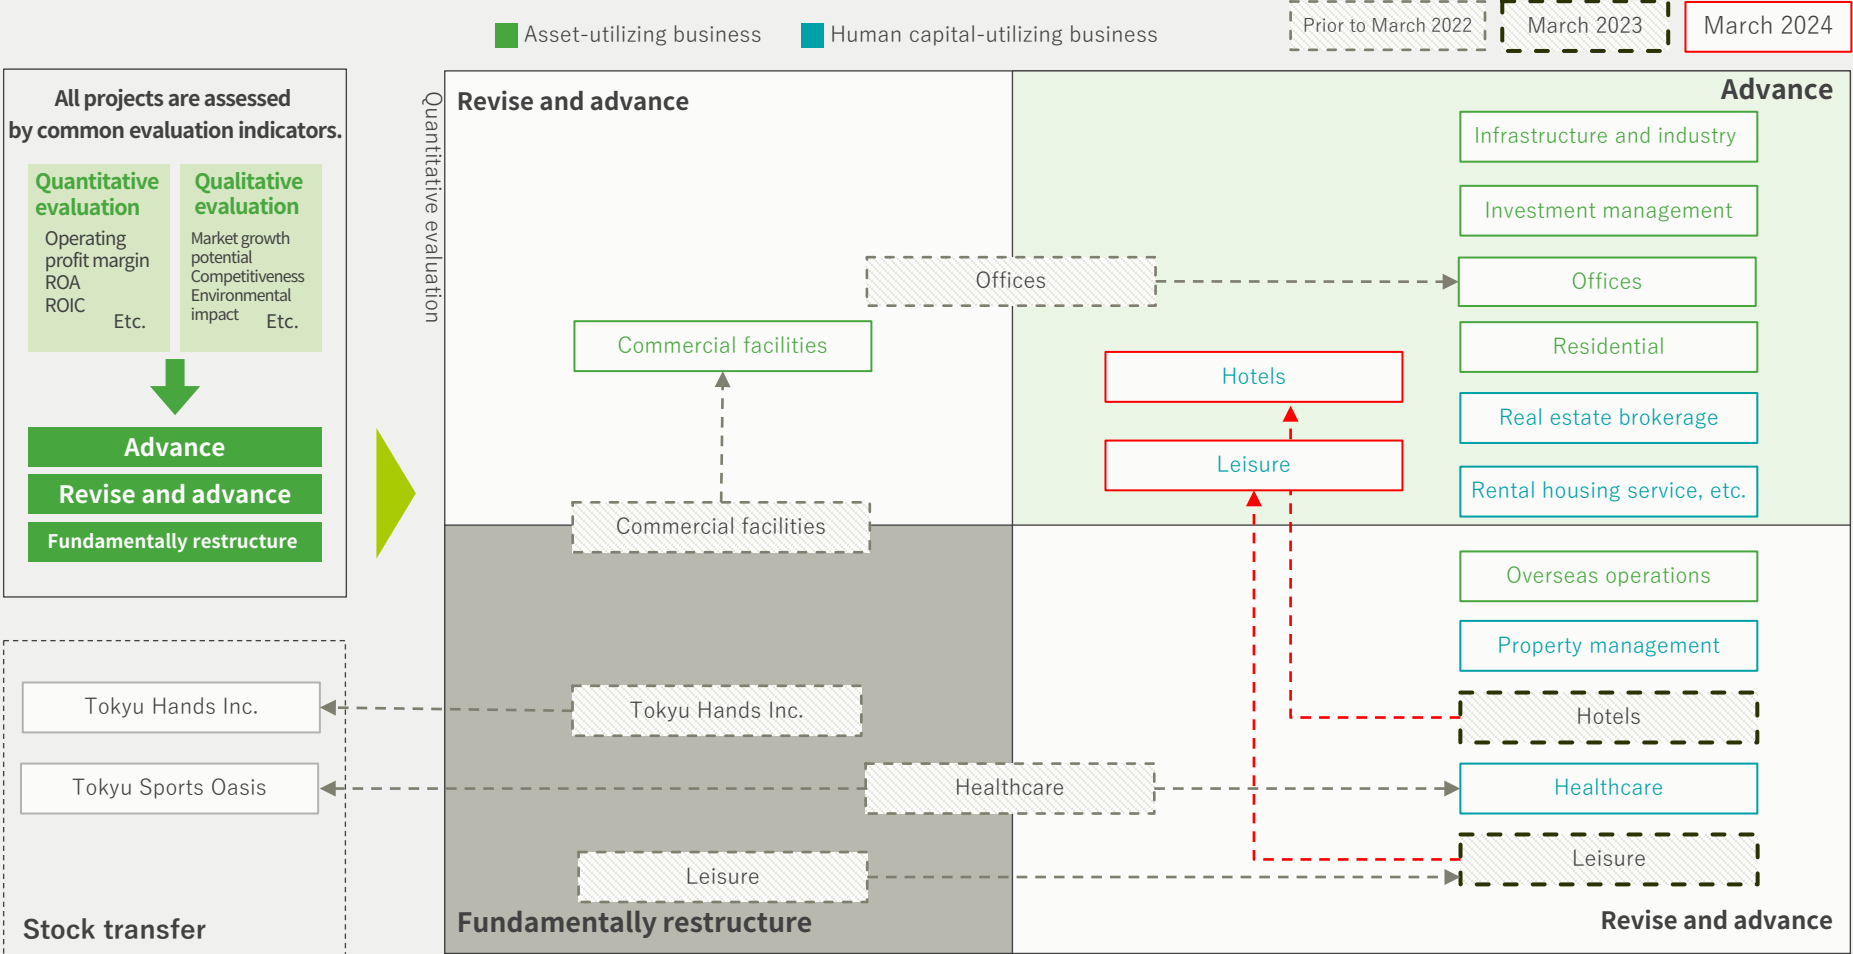 Asset-utilizing business
Human capital-utilizing business
Prior to March 2022
March 2023
March 2024
All projects are assessed
by common evaluation indicators.
Quantitative
evaluation
Operating
profit margin
ROA
ROIC
Etc.
Qualitative
evaluation
Market growth
potential
Competitiveness
Environmental
impact
Etc.
Advance
Revise and advance
Fundamentally restructure
Quantitative evaluation
Revise and advance
Commercial facilities
Commercial facilities
Offices
Advance
Infrastructure and industry
Investment management
Offices
Residential
Hotels
Real estate brokerage
Leisure
Rental housing service, etc.
Tokyu Hands Inc.
Tokyu Sports Oasis
Stock transfer
Tokyu Hands Inc.
Healthcare
Leisure
Fundamentally restructure
Overseas operations
Property management
Hotels
Healthcare
Leisure
Revise and advance